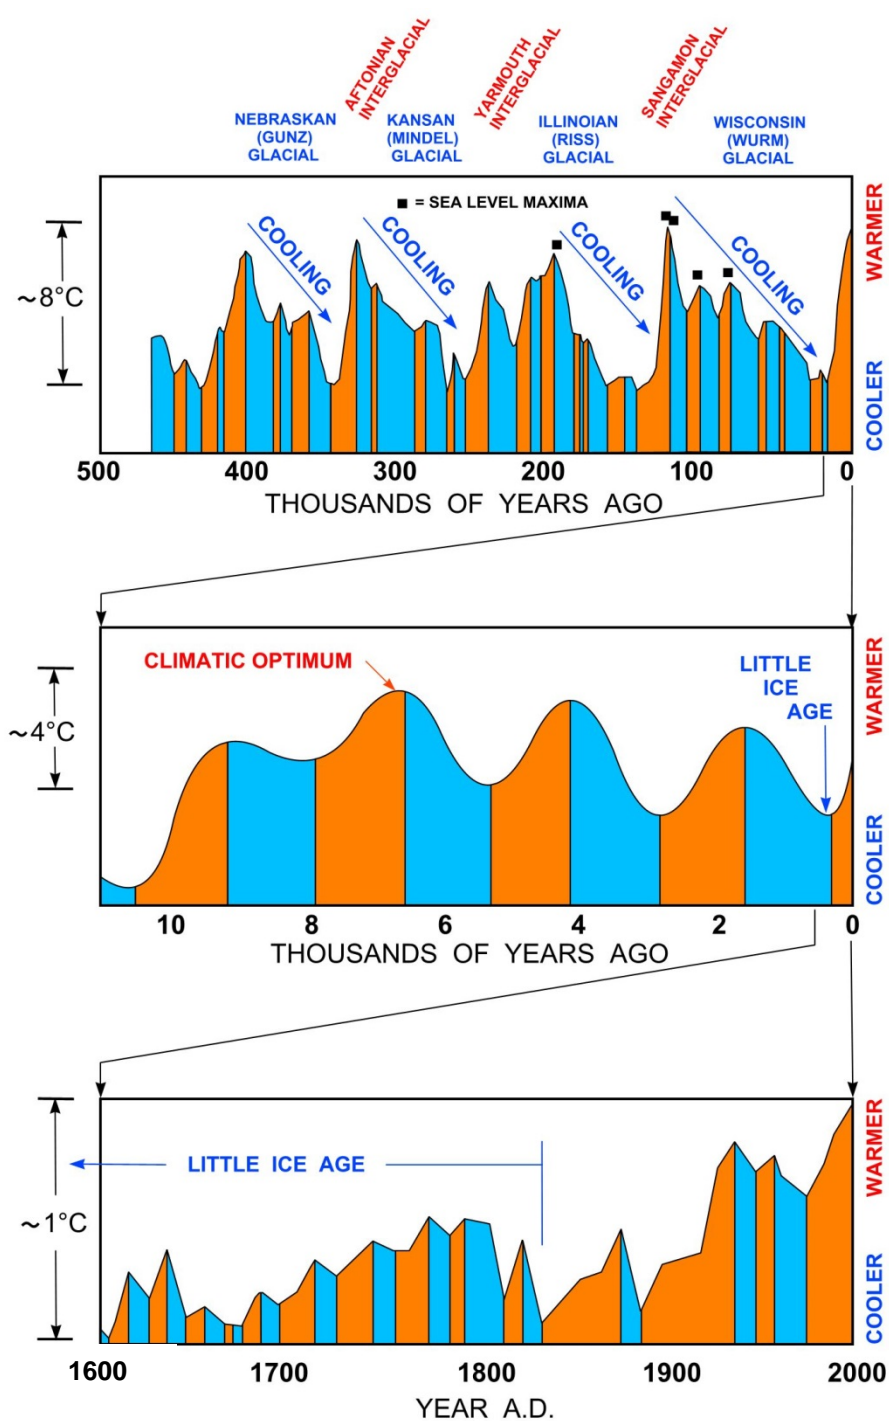 AFTONIAN
INTERGLACIAL
YARMOUTH
INTERGLACIAL
SANGAMON
INTERGLACIAL
NEBRASKAN
(GUNZ)
GLACIAL
KANSAN
(MINDEL)
GLACIAL
ILLINOIAN
(RISS)
GLACIAL
WISCONSIN
(WURM)
GLACIAL
■ = SEA LEVEL MAXIMA
COOLING
COOLING
COOLING
COOLING
~8°C
WARMER
COOLER
500 400 300 200 100 0
THOUSANDS OF YEARS AGO
CLIMATIC OPTIMUM
LITTLE
ICE
AGE
~4°C
WARMER
COOLER
10 8 6 4 2 0
THOUSANDS OF YEARS AGO
LITTLE ICE AGE
~1°C
WARMER
COOLER
1600 1700 1800 1900 2000
YEAR A.D.